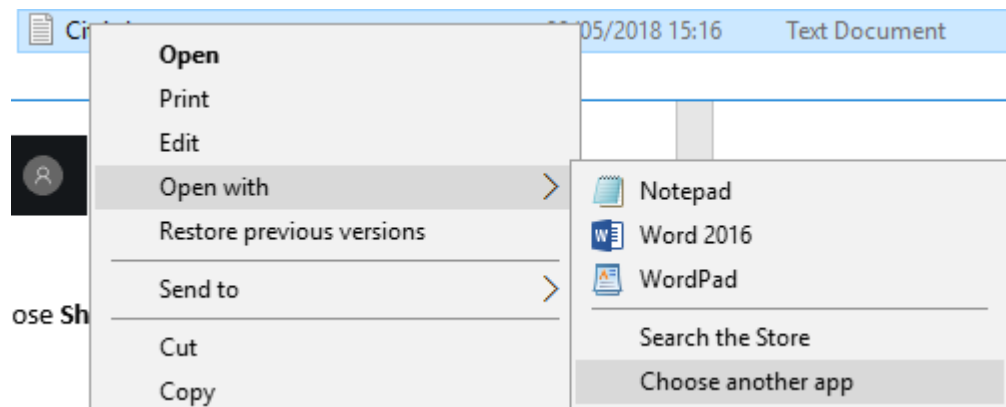 05/2018 15:16 Text Document
Open
Print
Edit
Open with
Notepad
Restore previous versions
Word 2016
WordPad
Send to
Search the Store
ose Sh
Cut
Choose another app
Copy